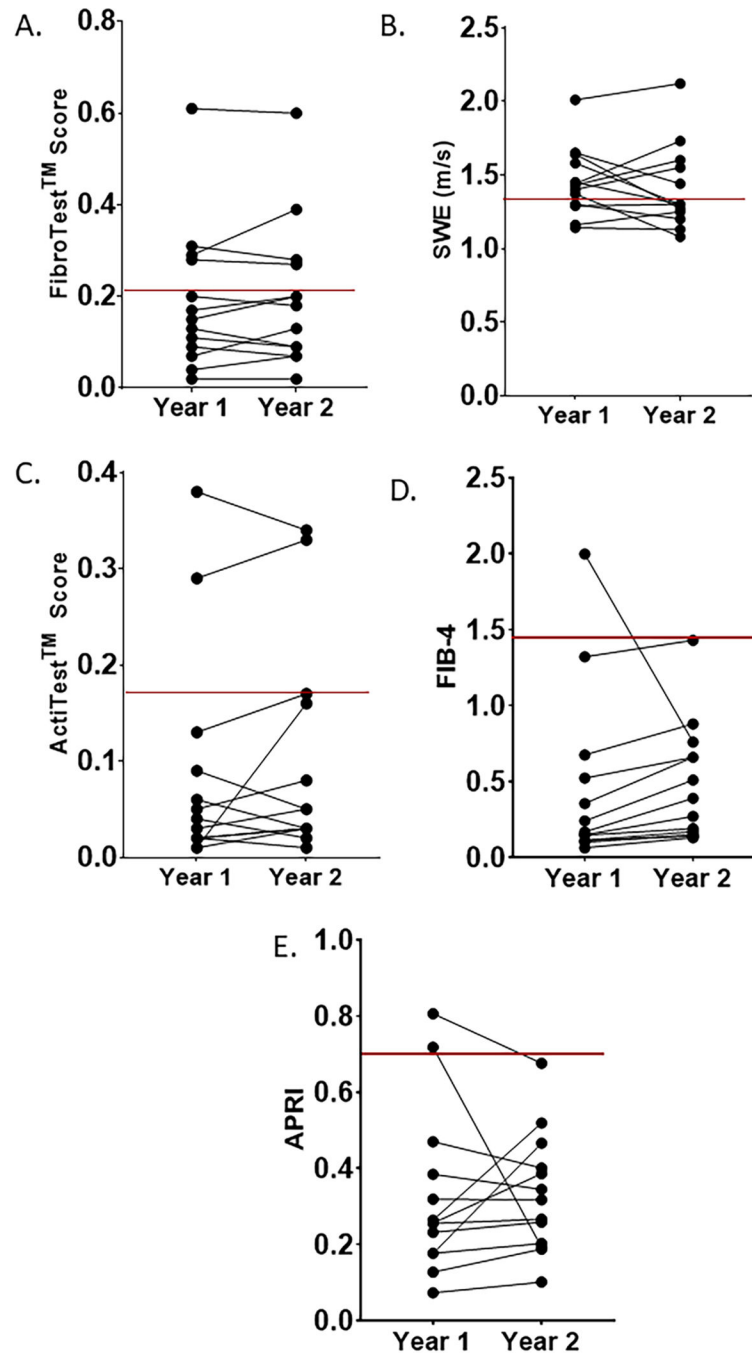 A.
FibroTest™ Score
0.8
0.6
0.4
0.2
0.0
Year 1 Year 2
B.
SWE (m/s)
2.5
2.0
1.5
1.0
0.5
0.0
Year 1 Year 2
C.
ActiTest™ Score
0.4
0.3
0.2
0.1
0.0
Year 1 Year 2
D.
FIB-4
2.5
2.0
1.5
1.0
0.5
0.0
Year 1 Year 2
E.
APRI
1.0
0.8
0.6
0.4
0.2
0.0
Year 1 Year 2